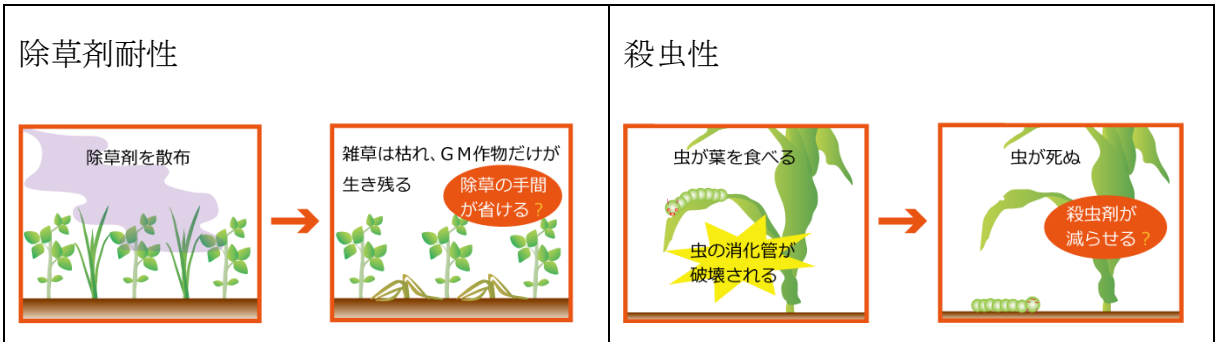 除草剤耐性
除草剤を散布
雑草は枯れ、ＧＭ作物だけが
生き残る
除草の手間
が省ける？
殺虫性
虫が葉を食べる
虫の消化管が
破壊される
虫が死ぬ
殺虫剤が
減らせる？